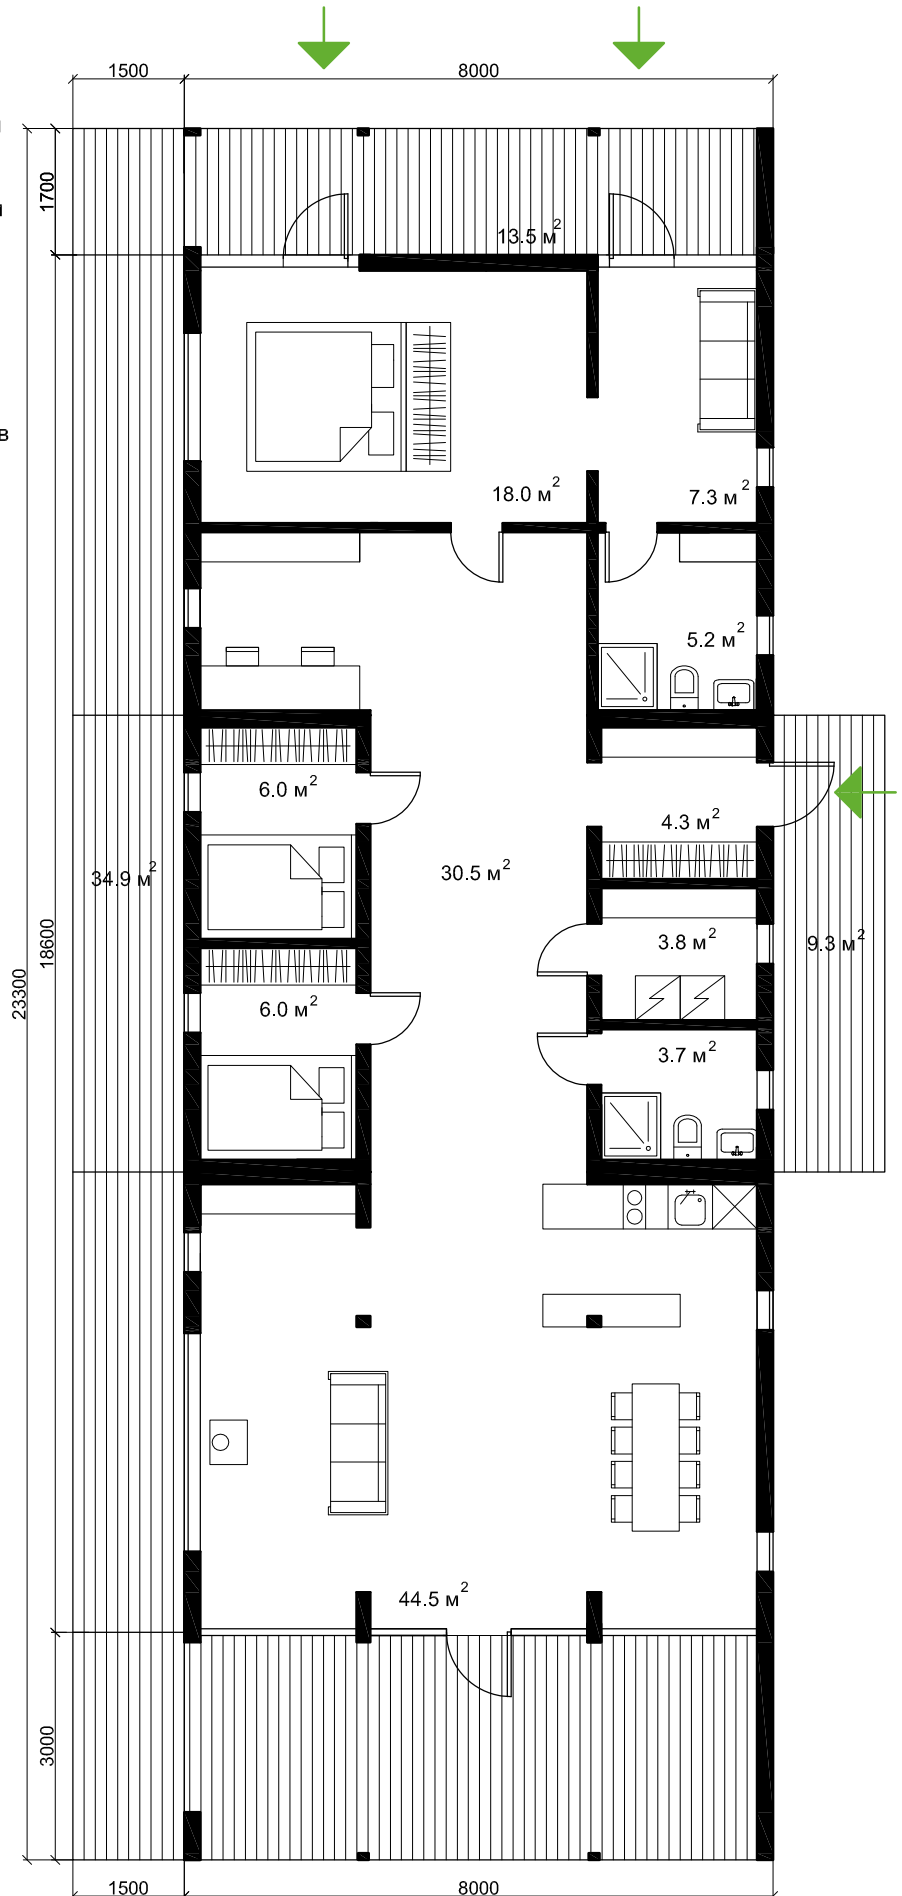 1500
8000
1700
13.5 м²
в
18.0 м²
7.3 м²
5.2 м²
6.0 м²
4.3 м²
34.9 м²
30.5 м²
3.8 м²
9.3 м²
18600
23300
6.0 м²
3.7 м²
44.5 м²
3000
1500
8000